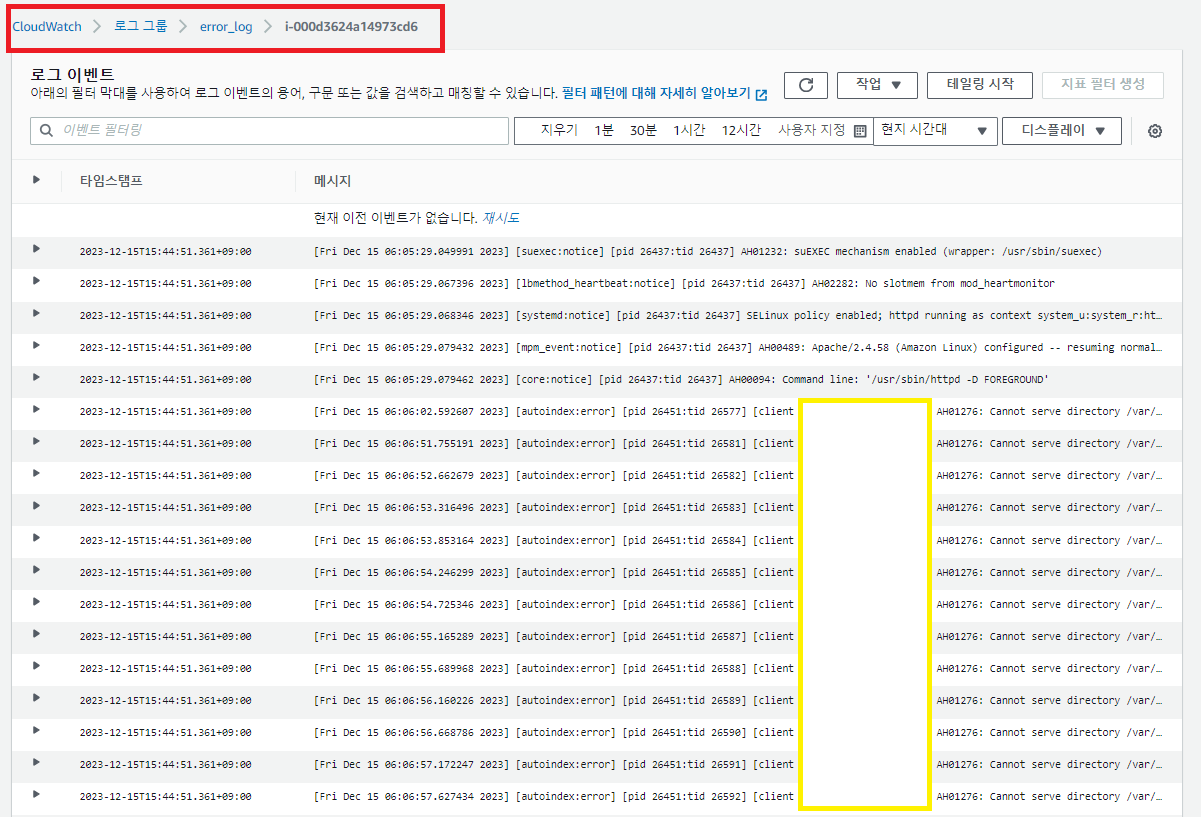 CloudWatch > 로그 그룹 > error_log > i-000d3624a14973cd6
로그 이벤트
아래의 필터 막대를 사용하여 로그 이벤트의 용어, 구문 또는 값을 검색하고 매칭할 수 있습니다. 필터 패턴에 대해 자세히 알아보기
작업 ▼ 테일링 시작 지표 필터 생성
이벤트 필터링 지우기 1분 30분 1시간 12시간 사용자 지정 현지 시간대 ▼ 디스플레이 ▼
타임스탬프 메시지
현재 이전 이벤트가 없습니다. 재시도
2023-12-15T15:44:51.361+09:00 [Fri Dec 15 06:05:29.049991 2023] [suexec:notice] [pid 26437:tid 26437] AH01232: suEXEC mechanism enabled (wrapper: /usr/sbin/suexec)
2023-12-15T15:44:51.361+09:00 [Fri Dec 15 06:05:29.067396 2023] [lbmethod_heartbeat:notice] [pid 26437:tid 26437] AH02282: No slotmem from mod_heartmonitor
2023-12-15T15:44:51.361+09:00 [Fri Dec 15 06:05:29.068346 2023] [systemd:notice] [pid 26437:tid 26437] SELinux policy enabled; httpd running as context system_u:system_r:ht…
2023-12-15T15:44:51.361+09:00 [Fri Dec 15 06:05:29.079432 2023] [mpm_event:notice] [pid 26437:tid 26437] AH00489: Apache/2.4.58 (Amazon Linux) configured -- resuming normal…
2023-12-15T15:44:51.361+09:00 [Fri Dec 15 06:05:29.079462 2023] [core:notice] [pid 26437:tid 26437] AH00094: Command line: '/usr/sbin/httpd -D FOREGROUND'
2023-12-15T15:44:51.361+09:00 [Fri Dec 15 06:06:02.592607 2023] [autoindex:error] [pid 26451:tid 26577] [client AH01276: Cannot serve directory /var/…
2023-12-15T15:44:51.361+09:00 [Fri Dec 15 06:06:51.755191 2023] [autoindex:error] [pid 26451:tid 26581] [client AH01276: Cannot serve directory /var/…
2023-12-15T15:44:51.361+09:00 [Fri Dec 15 06:06:52.662679 2023] [autoindex:error] [pid 26451:tid 26582] [client AH01276: Cannot serve directory /var/…
2023-12-15T15:44:51.361+09:00 [Fri Dec 15 06:06:53.316496 2023] [autoindex:error] [pid 26451:tid 26583] [client AH01276: Cannot serve directory /var/…
2023-12-15T15:44:51.361+09:00 [Fri Dec 15 06:06:53.853164 2023] [autoindex:error] [pid 26451:tid 26584] [client AH01276: Cannot serve directory /var/…
2023-12-15T15:44:51.361+09:00 [Fri Dec 15 06:06:54.246299 2023] [autoindex:error] [pid 26451:tid 26585] [client AH01276: Cannot serve directory /var/…
2023-12-15T15:44:51.361+09:00 [Fri Dec 15 06:06:54.725346 2023] [autoindex:error] [pid 26451:tid 26586] [client AH01276: Cannot serve directory /var/…
2023-12-15T15:44:51.361+09:00 [Fri Dec 15 06:06:55.165289 2023] [autoindex:error] [pid 26451:tid 26587] [client AH01276: Cannot serve directory /var/…
2023-12-15T15:44:51.361+09:00 [Fri Dec 15 06:06:55.689968 2023] [autoindex:error] [pid 26451:tid 26588] [client AH01276: Cannot serve directory /var/…
2023-12-15T15:44:51.361+09:00 [Fri Dec 15 06:06:56.160226 2023] [autoindex:error] [pid 26451:tid 26589] [client AH01276: Cannot serve directory /var/…
2023-12-15T15:44:51.361+09:00 [Fri Dec 15 06:06:56.668786 2023] [autoindex:error] [pid 26451:tid 26590] [client AH01276: Cannot serve directory /var/…
2023-12-15T15:44:51.361+09:00 [Fri Dec 15 06:06:57.172247 2023] [autoindex:error] [pid 26451:tid 26591] [client AH01276: Cannot serve directory /var/…
2023-12-15T15:44:51.361+09:00 [Fri Dec 15 06:06:57.627434 2023] [autoindex:error] [pid 26451:tid 26592] [client AH01276: Cannot serve directory /var/…